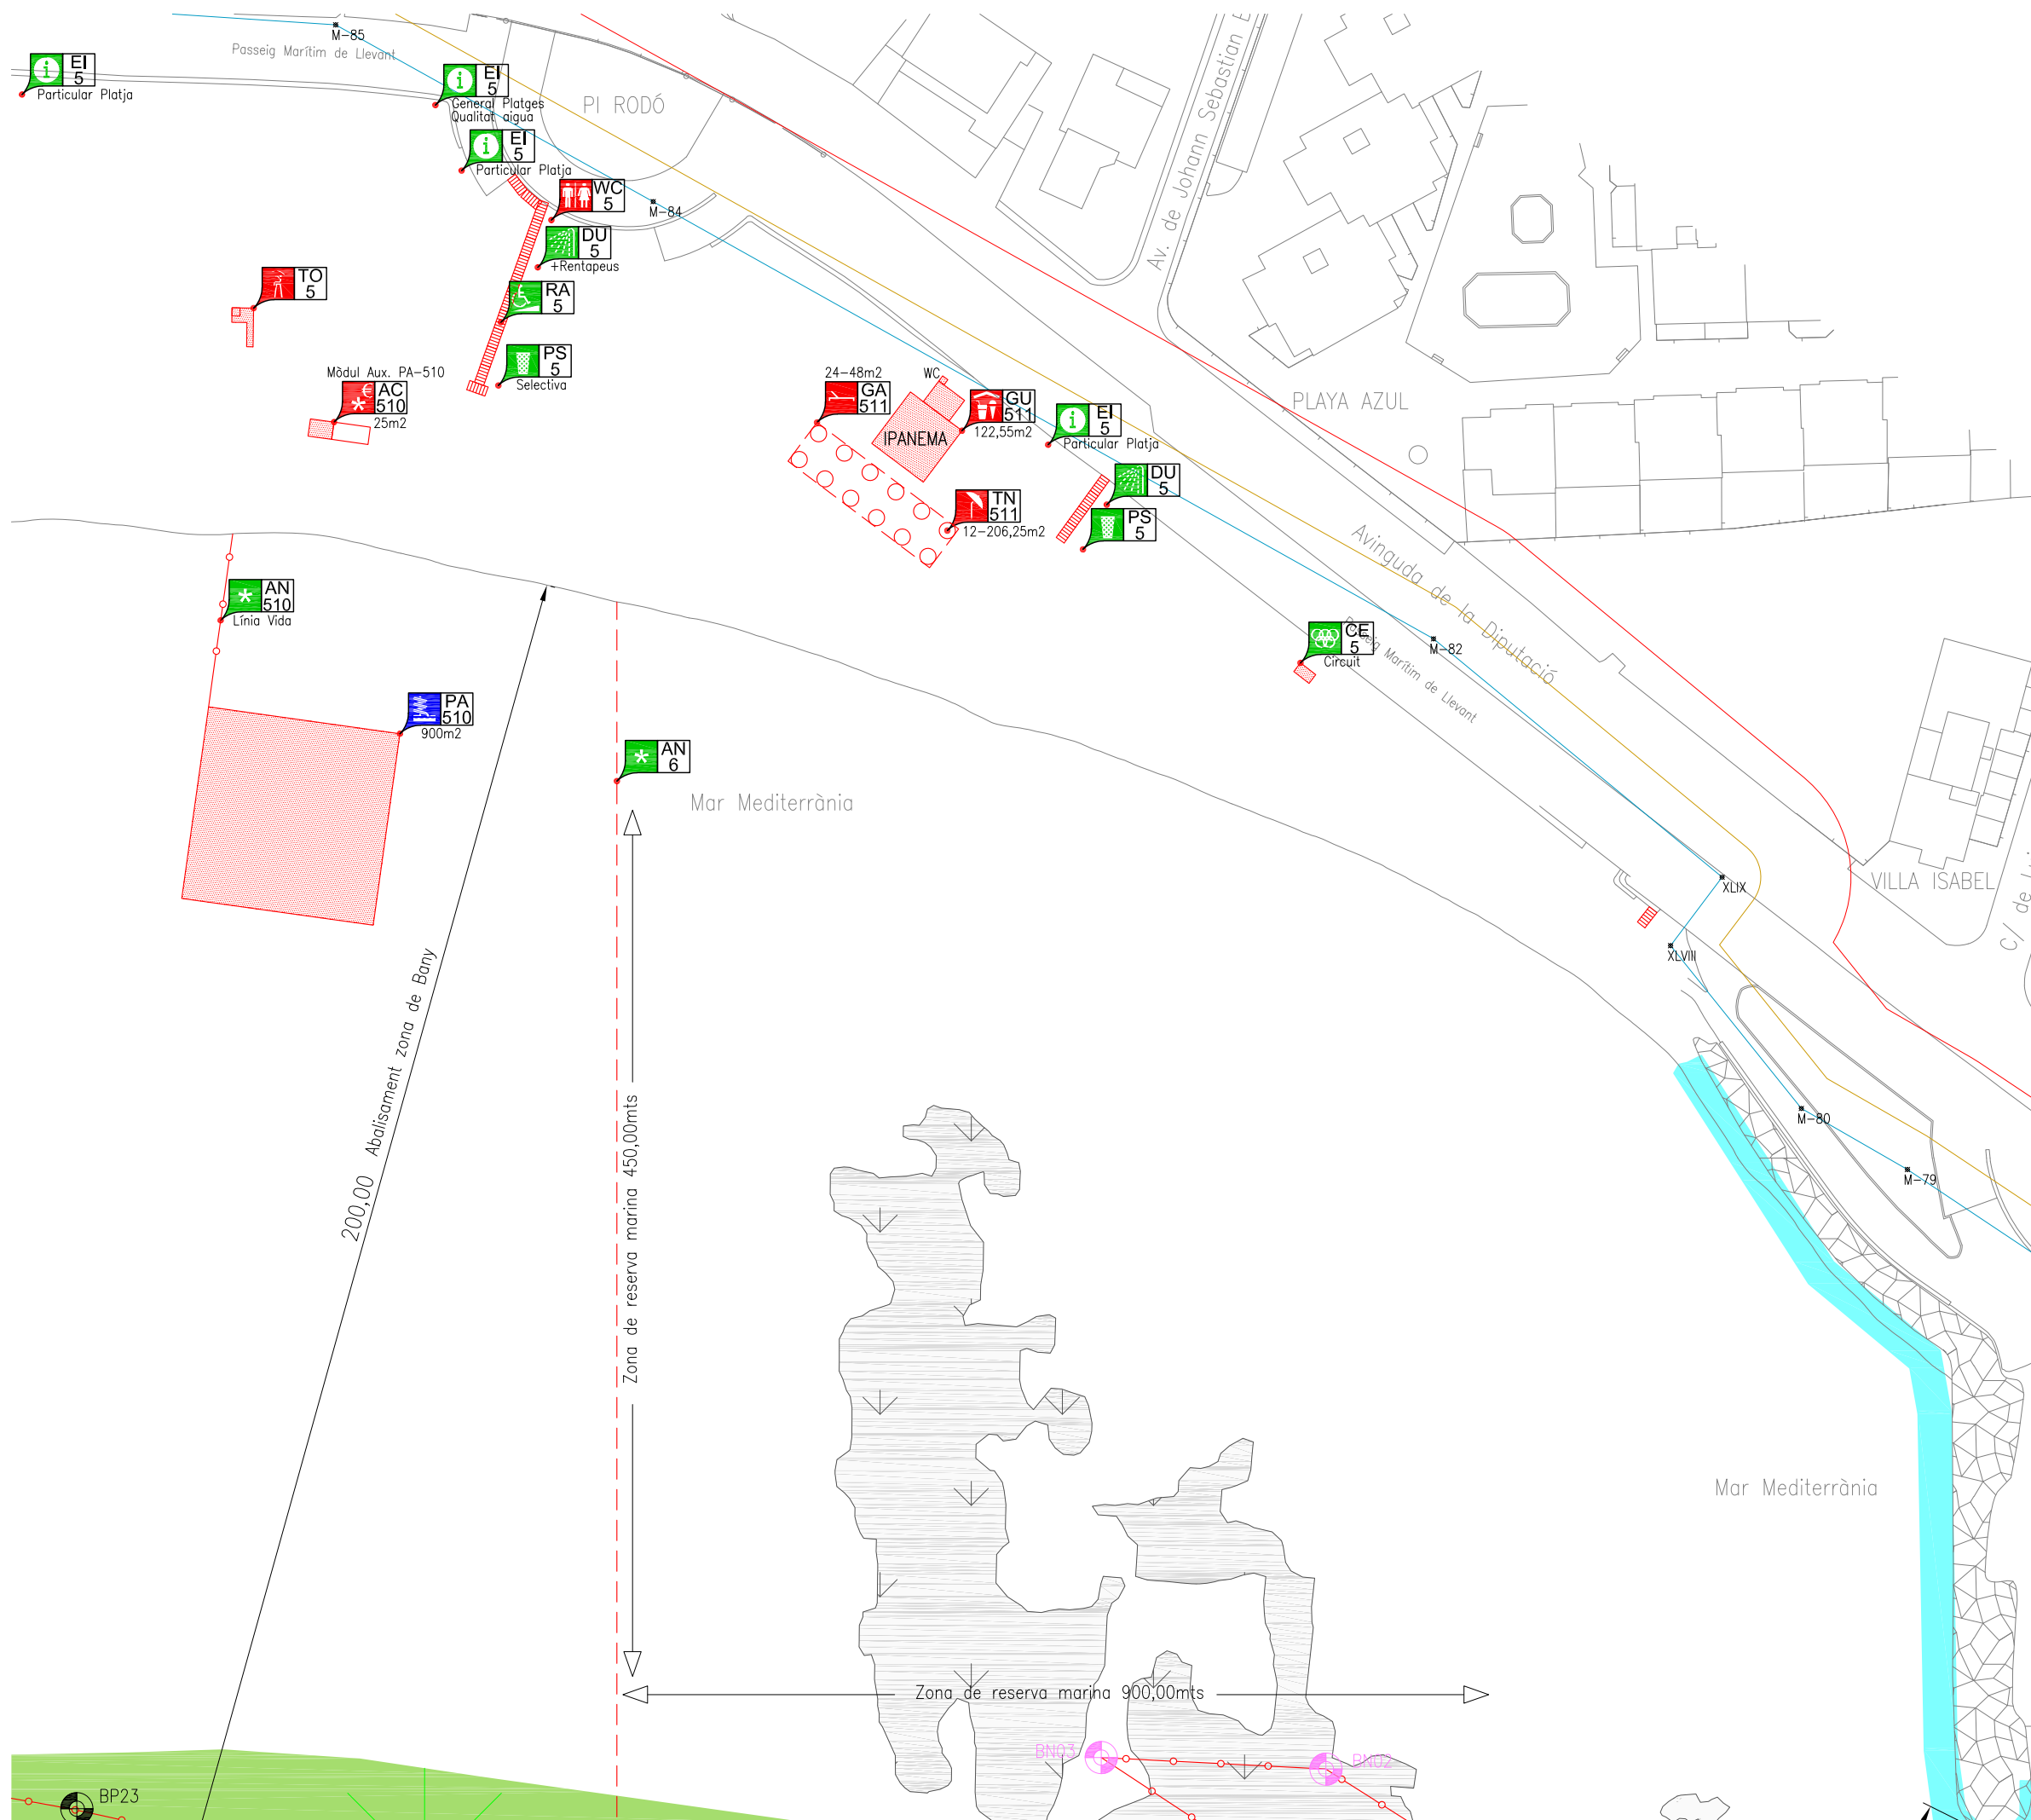 M-85
Passeig Marítim de Llevant
EI
5
Particular Platja
EI
5
General Platges
Qualitat aigua
PI RODÓ
EI
5
Particular Platja
WC
5
M-84
DU
5
+Rentapeus
Av. de Johann Sebastian
TO
5
RA
5
PS
5
Selectiva
Mòdul Aux. PA-510
AC
510
25m2
24-48m2
GA
511
WC
IPANEMA
GU
511
122,55m2
EI
5
Particular Platja
PLAYA AZUL
DU
5
TN
511
12-206,25m2
PS
5
Avinguda de la Diputació
AN
510
Línia Vida
CE
5
Circuit
Passeig Marítim de Llevant
M-82
PA
510
900m2
AN
6
Mar Mediterrània
XLIX
VILLA ISABEL
C/ de
XLVIII
200,00 Abalisament zona de Bany
Zona de reserva marina 450,00mts
M-80
M-79
Mar Mediterrània
Zona de reserva marina 900,00mts
BN03
BN02
BP23